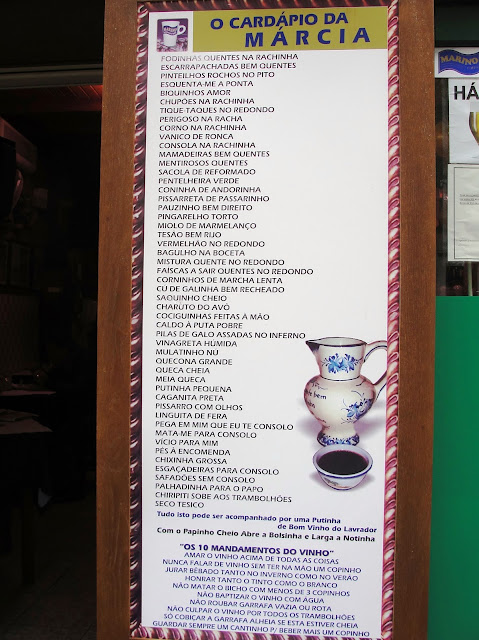 O CARDÁPIO DA
MÁRCIA
FODINHAS QUENTES NA RACHINHA
ESCARRAPACHADAS BEM QUENTES
PINTEILHOS ROCHOS NO PITO
ESQUENTA-ME A PONTA
BIQUINHOS AMOR
CHUPÕES NA RACHINHA
TIQUE-TAQUES NO REDONDO
PERIGOSO NA RACHA
CORNO NA RACHINHA
VANICO DE RONCA
CONSOLA NA RACHINHA
MAMADEIRAS BEM QUENTES
MENTIROSOS QUENTES
SACOLA DE REFORMADO
PENTELHEIRA VERDE
CONINHA DE ANDORINHA
PISSARRETA DE PASSARINHO
PAUZINHO BEM DIREITO
PINGARELHO TORTO
MIOLO DE MARMELANÇO
TESÃO BEM RIJO
VERMELHÃO NO REDONDO
BAGULHO NA BOCETA
MISTURA QUENTE NO REDONDO
FAÍSCAS A SAIR QUENTES NO REDONDO
CORNINHOS DE MARCHA LENTA
CU DE GALINHA BEM RECHEADO
SAQUINHO CHEIO
CHARUTO DO AVÔ
COCIGUINHAS FEITAS À MÃO
CALDO À PUTA POBRE
PILAS DE GALO ASSADAS NO INFERNO
VINAGRETA HÚMIDA
MULATINHO NÚ
QUECONA GRANDE
QUECA CHEIA
MEIA QUECA
PUTINHA PEQUENA
CAGANITA PRETA
PISSARRO COM OLHOS
LINGUITA DE FERA
PEGA EM MIM QUE EU TE CONSOLO
MATA-ME PARA CONSOLO
VÍCIO PARA MIM
PÉS À ENCOMENDA
CHIXINHA GROSSA
ESGAÇADEIRAS PARA CONSOLO
SAFADÕES SEM CONSOLO
PALHADINHA PARA O PAPO
CHIRIPITI SOBE AOS TRAMBOLHÕES
SECO TESICO
Tudo isto pode ser acompanhado por uma Putinha
de Bom Vinho do Lavrador
Com o Papinho Cheio Abre a Bolsinha e Larga a Notinha
"OS 10 MANDAMENTOS DO VINHO"
AMAR O VINHO ACIMA DE TODAS AS COISAS
NUNCA FALAR DE VINHO SEM TER NA MÃO UM COPINHO
JURAR BÊBADO TANTO NO INVERNO COMO NO VERÃO
HONRAR TANTO O TINTO COMO O BRANCO
NÃO MATAR O BICHO COM MENOS DE 3 COPINHOS
NÃO BAPTIZAR O VINHO COM AGUA
NÃO ROUBAR GARRAFA VAZIA OU ROTA
NÃO CULPAR O VINHO POR TODOS OS TRAMBOLHÕES
SÓ COBIÇAR A GARRAFA ALHEIA SE ESTA ESTIVER CHEIA
GUARDAR SEMPRE UM CANTINHO P/ BEBER MAIS UM COPINHO
MARINO
HÁ